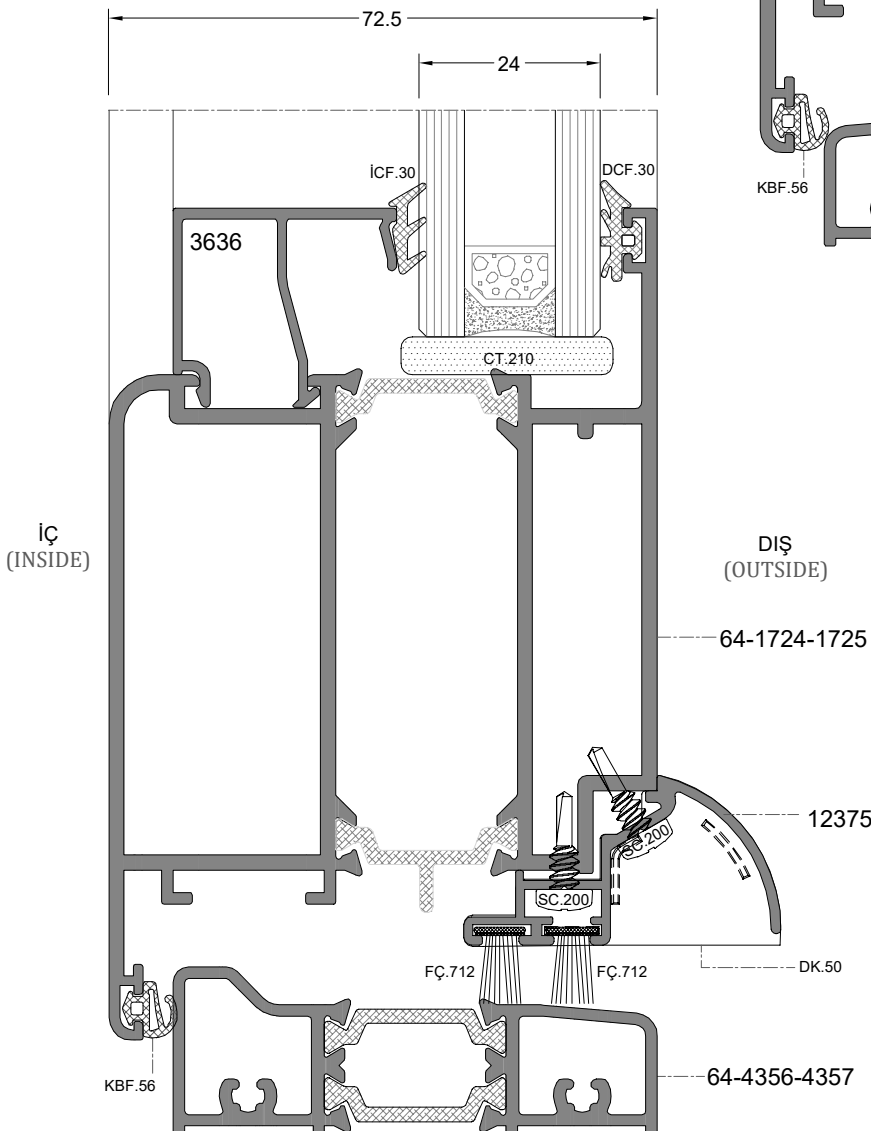 72.5
24
İCF.30
DCF.30
KBF.56
3636
CT.210
İÇ
(INSIDE)
DIŞ
(OUTSIDE)
64-1724-1725
12375
SC.200
SC.200
FÇ.712
FÇ.712
DK.50
KBF.56
64-4356-4357